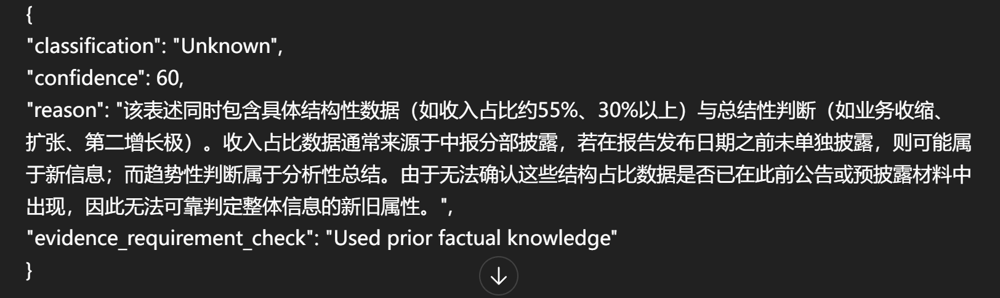 {
"classification": "Unknown",
"confidence": 60,
"reason": "该表述同时包含具体结构性数据（如收入占比约55%、30%以上）与总结性判断（如业务收缩、
扩张、第二增长极）。收入占比数据通常来源于中报分部披露，若在报告发布日期之前未单独披露，则可能属
于新信息；而趋势性判断属于分析性总结。由于无法确认这些结构占比数据是否已在此前公告或预披露材料中
出现，因此无法可靠判定整体信息的新旧属性。",
"evidence_requirement_check": "Used prior factual knowledge"
}